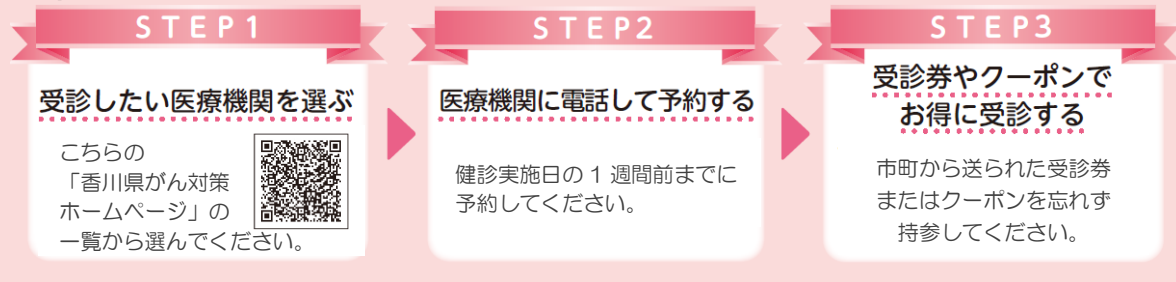 STEP1
受診したい医療機関を選ぶ
こちらの
「香川県がん対策
ホームページ」の
一覧から選んでください。
STEP2
医療機関に電話して予約する
健診実施日の1週間前までに
予約してください。
STEP3
受診券やクーポンで
お得に受診する
市町から送られた受診券
またはクーポンを忘れず
持参してください。